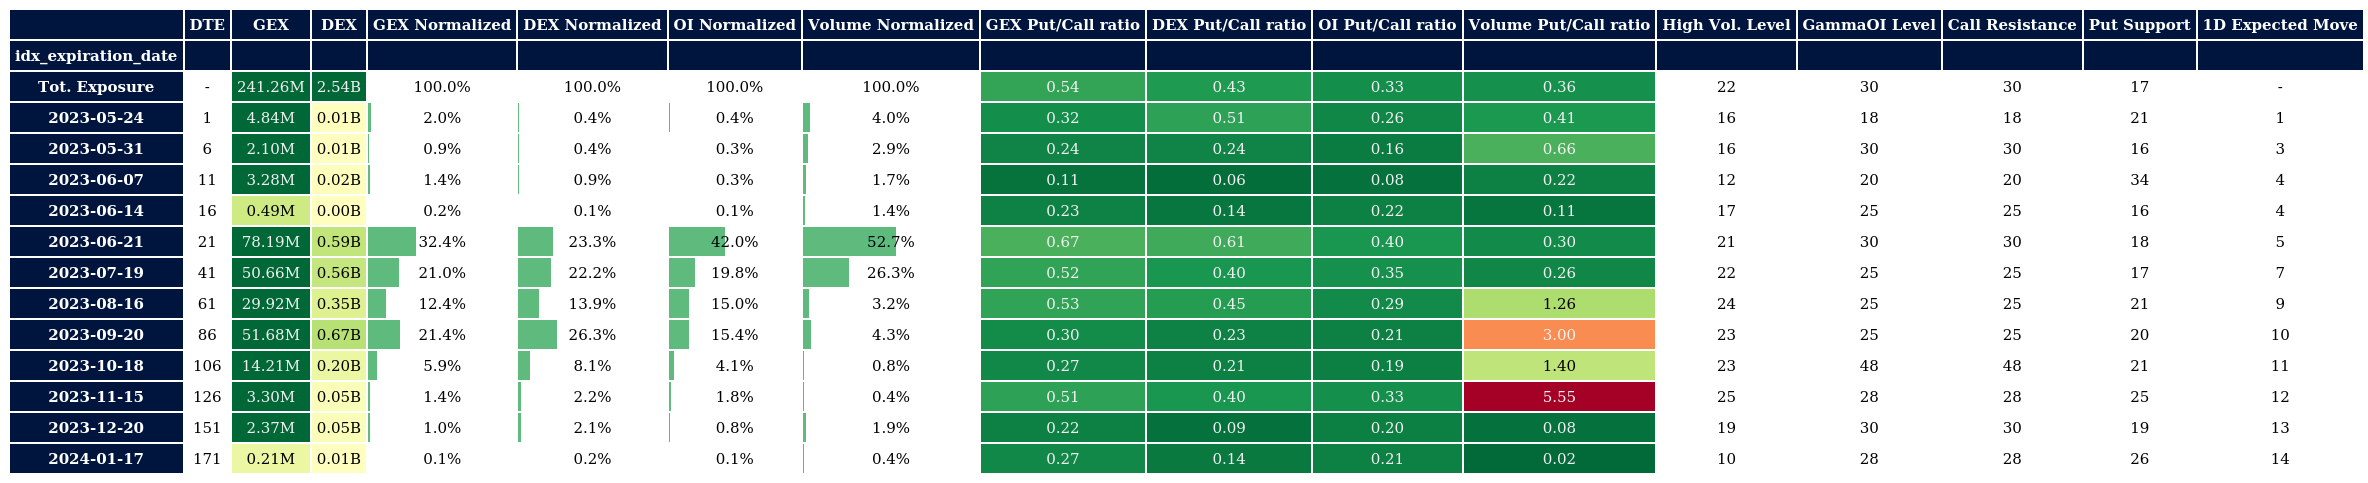 DTE GEX DEX GEX Normalized DEX Normalized OI Normalized Volume Normalized GEX Put/Call ratio DEX Put/Call ratio OI Put/Call ratio Volume Put/Call ratio High Vol. Level GammaOI Level Call Resistance Put Support 1D Expected Move
idx_expiration_date
Tot. Exposure - 241.26M 2.54B 100.0% 100.0% 100.0% 100.0% 0.54 0.43 0.33 0.36 22 30 30 17 -
2023-05-24 1 4.84M 0.01B 2.0% 0.4% 0.4% 4.0% 0.32 0.51 0.26 0.41 16 18 18 21 1
2023-05-31 6 2.10M 0.01B 0.9% 0.4% 0.3% 2.9% 0.24 0.24 0.16 0.66 16 30 30 16 3
2023-06-07 11 3.28M 0.02B 1.4% 0.9% 0.3% 1.7% 0.11 0.06 0.08 0.22 12 20 20 34 4
2023-06-14 16 0.49M 0.00B 0.2% 0.1% 0.1% 1.4% 0.23 0.14 0.22 0.11 17 25 25 16 4
2023-06-21 21 78.19M 0.59B 32.4% 23.3% 42.0% 52.7% 0.67 0.61 0.40 0.30 21 30 30 18 5
2023-07-19 41 50.66M 0.56B 21.0% 22.2% 19.8% 26.3% 0.52 0.40 0.35 0.26 22 25 25 17 7
2023-08-16 61 29.92M 0.35B 12.4% 13.9% 15.0% 3.2% 0.53 0.45 0.29 1.26 24 25 25 21 9
2023-09-20 86 51.68M 0.67B 21.4% 26.3% 15.4% 4.3% 0.30 0.23 0.21 3.00 23 25 25 20 10
2023-10-18 106 14.21M 0.20B 5.9% 8.1% 4.1% 0.8% 0.27 0.21 0.19 1.40 23 48 48 21 11
2023-11-15 126 3.30M 0.05B 1.4% 2.2% 1.8% 0.4% 0.51 0.40 0.33 5.55 25 28 28 25 12
2023-12-20 151 2.37M 0.05B 1.0% 2.1% 0.8% 1.9% 0.22 0.09 0.20 0.08 19 30 30 19 13
2024-01-17 171 0.21M 0.01B 0.1% 0.2% 0.1% 0.4% 0.27 0.14 0.21 0.02 10 28 28 26 14